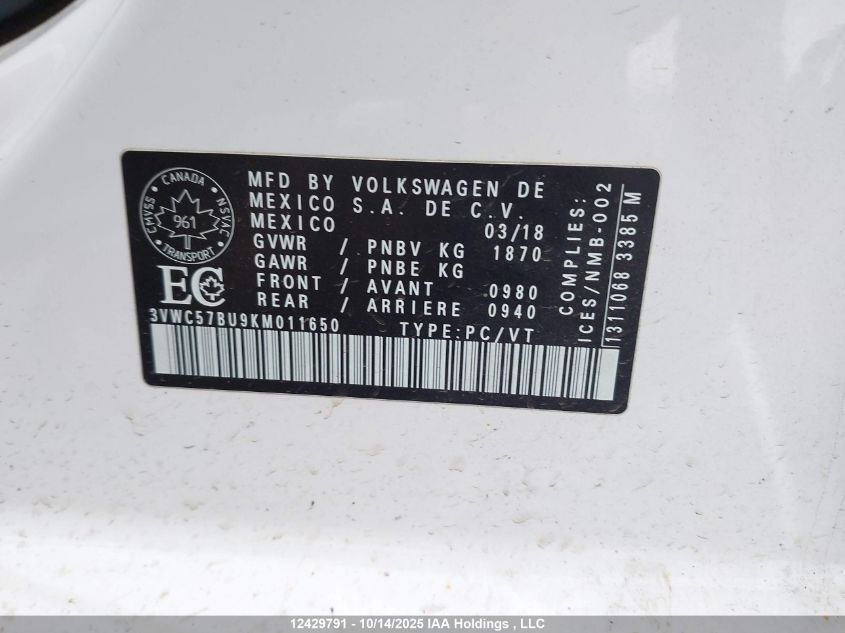 CANADA
CMVSS
961
NSVAC
TRANSPORT
EC
MFD BY VOLKSWAGEN DE
MEXICO S.A. DE C.V.
MEXICO 03/18
GVWR / PNBV KG 1870
GAWR / PNBE KG
FRONT / AVANT 0980
REAR / ARRIERE 0940
3VWC57BU9KM011650 TYPE:PC/VT
COMPLIES:
ICES/NMB-002
1311068 3385 M
12429791 - 10/14/2025 IAA Holdings , LLC